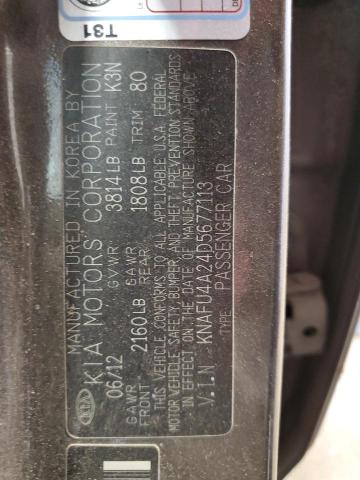 T31
MANUFACTURED IN KOREA BY
KIA MOTORS CORPORATION
06/12 GVWR 3814LB PAINT K3N
GAWR FRONT 2160LB GAWR REAR 1808LB TRIM 80
THIS VEHICLE CONFORMS TO ALL APPLICABLE U.S.A. FEDERAL
MOTOR VEHICLE SAFETY, BUMPER, AND THEFT PREVENTION STANDARDS
IN EFFECT ON THE DATE OF MANUFACTURE SHOWN ABOVE
V.I.N KNAFU4A24D5677113
TYPE: PASSENGER CAR
KIA